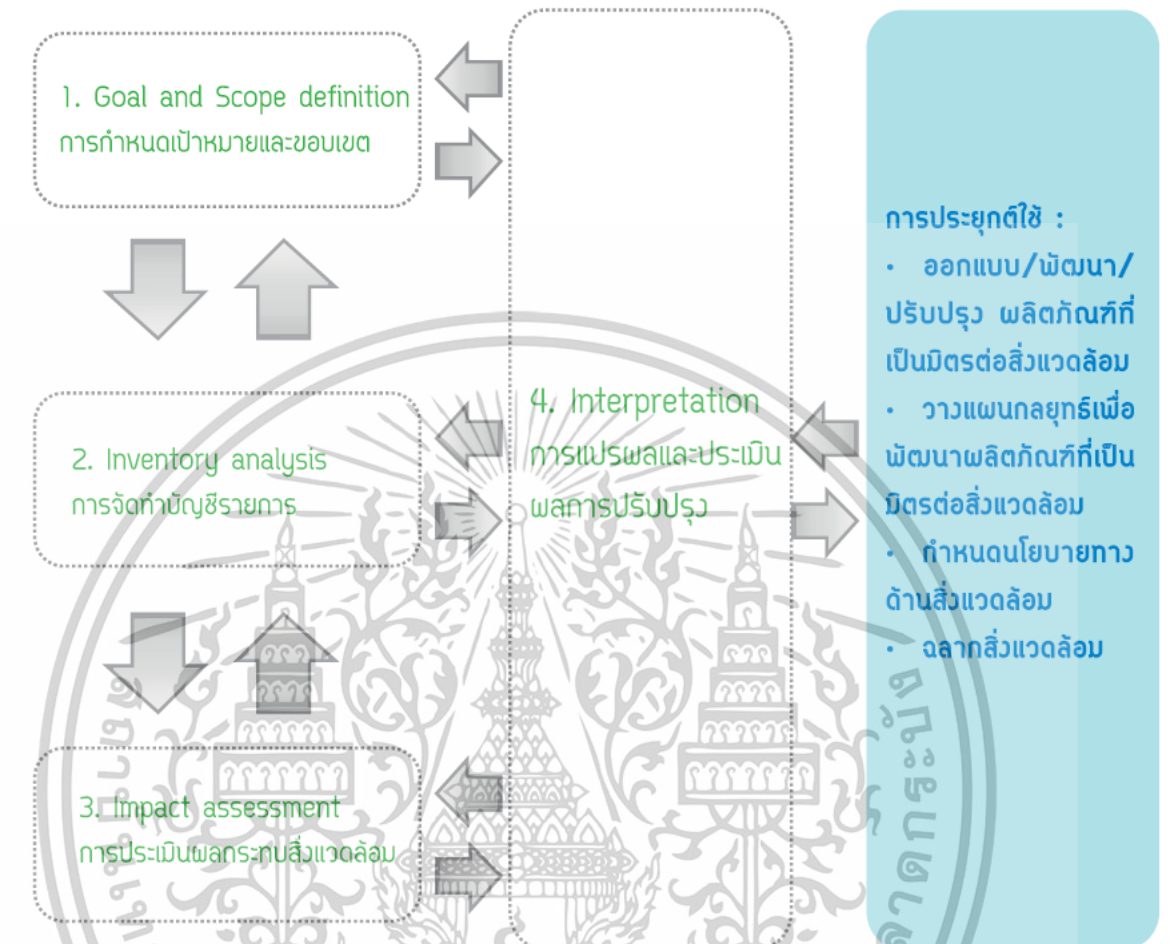 1. Goal and Scope definition
การกำหนดเป้าหมายและขอบเขต
2. Inventory analysis
การจัดทำบัญชีรายการ
3. Impact assessment
การประเมินผลกระทบสิ่งแวดล้อม
4. Interpretation
การแปรผลและประเมิน
ผลการปรับปรุง
การประยุกต์ใช้ :
• ออกแบบ/พัฒนา/
ปรับปรุง ผลิตภัณฑ์ที่
เป็นมิตรต่อสิ่งแวดล้อม
• วางแผนกลยุทธ์เพื่อ
พัฒนาผลิตภัณฑ์ที่เป็น
มิตรต่อสิ่งแวดล้อม
• กำหนดนโยบายทาง
ด้านสิ่งแวดล้อม
• ฉลากสิ่งแวดล้อม